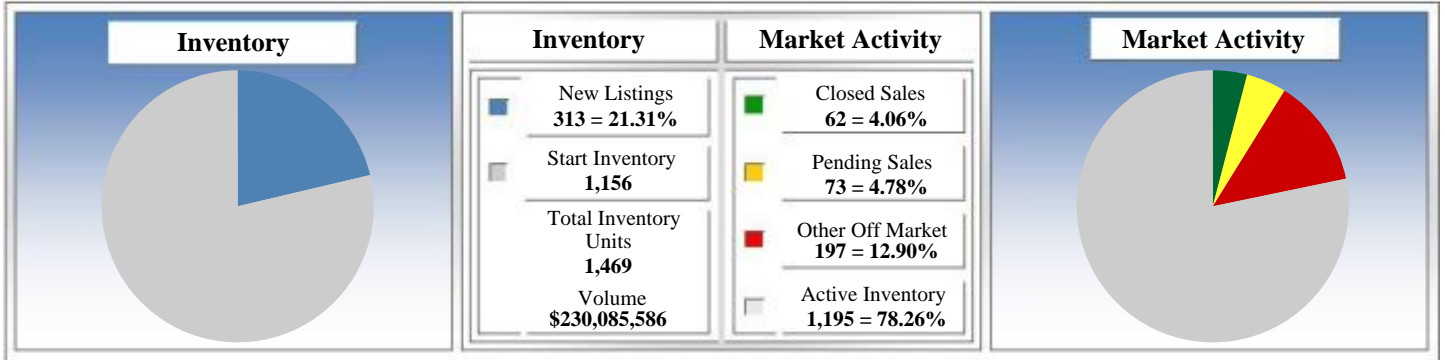 Inventory
Inventory
Market Activity
New Listings
313 = 21.31%
Start Inventory
1,156
Total Inventory
Units
1,469
Volume
$230,085,586
Closed Sales
62 = 4.06%
Pending Sales
73 = 4.78%
Other Off Market
197 = 12.90%
Active Inventory
1,195 = 78.26%
Market Activity